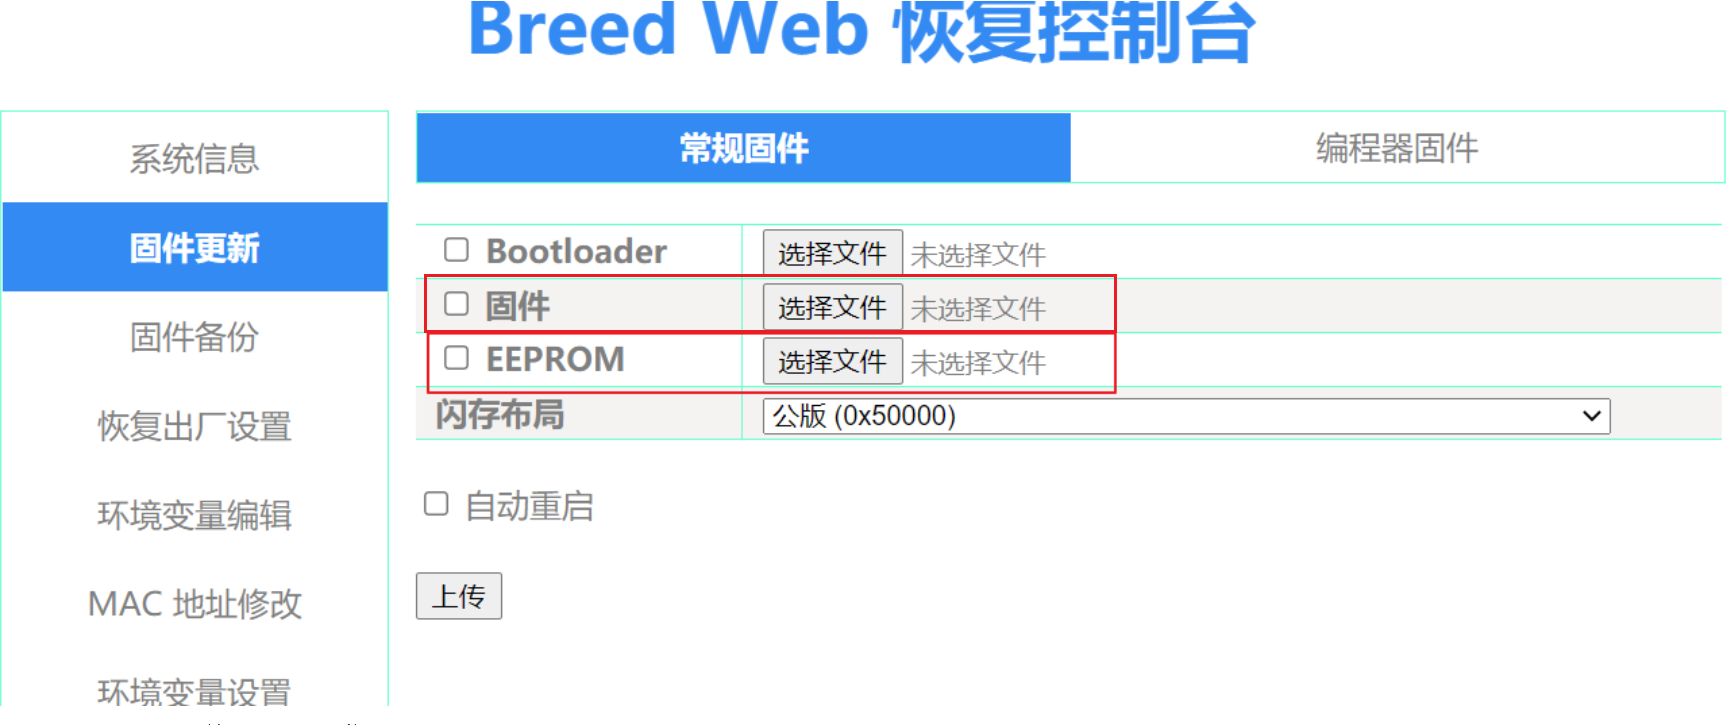 Breed Web 恢复控制台
系统信息
固件更新
固件备份
恢复出厂设置
环境变量编辑
MAC 地址修改
环境变量设置
常规固件 编程器固件
Bootloader 选择文件 未选择文件
固件 选择文件 未选择文件
EEPROM 选择文件 未选择文件
闪存布局 公版 (0x50000)
自动重启
上传